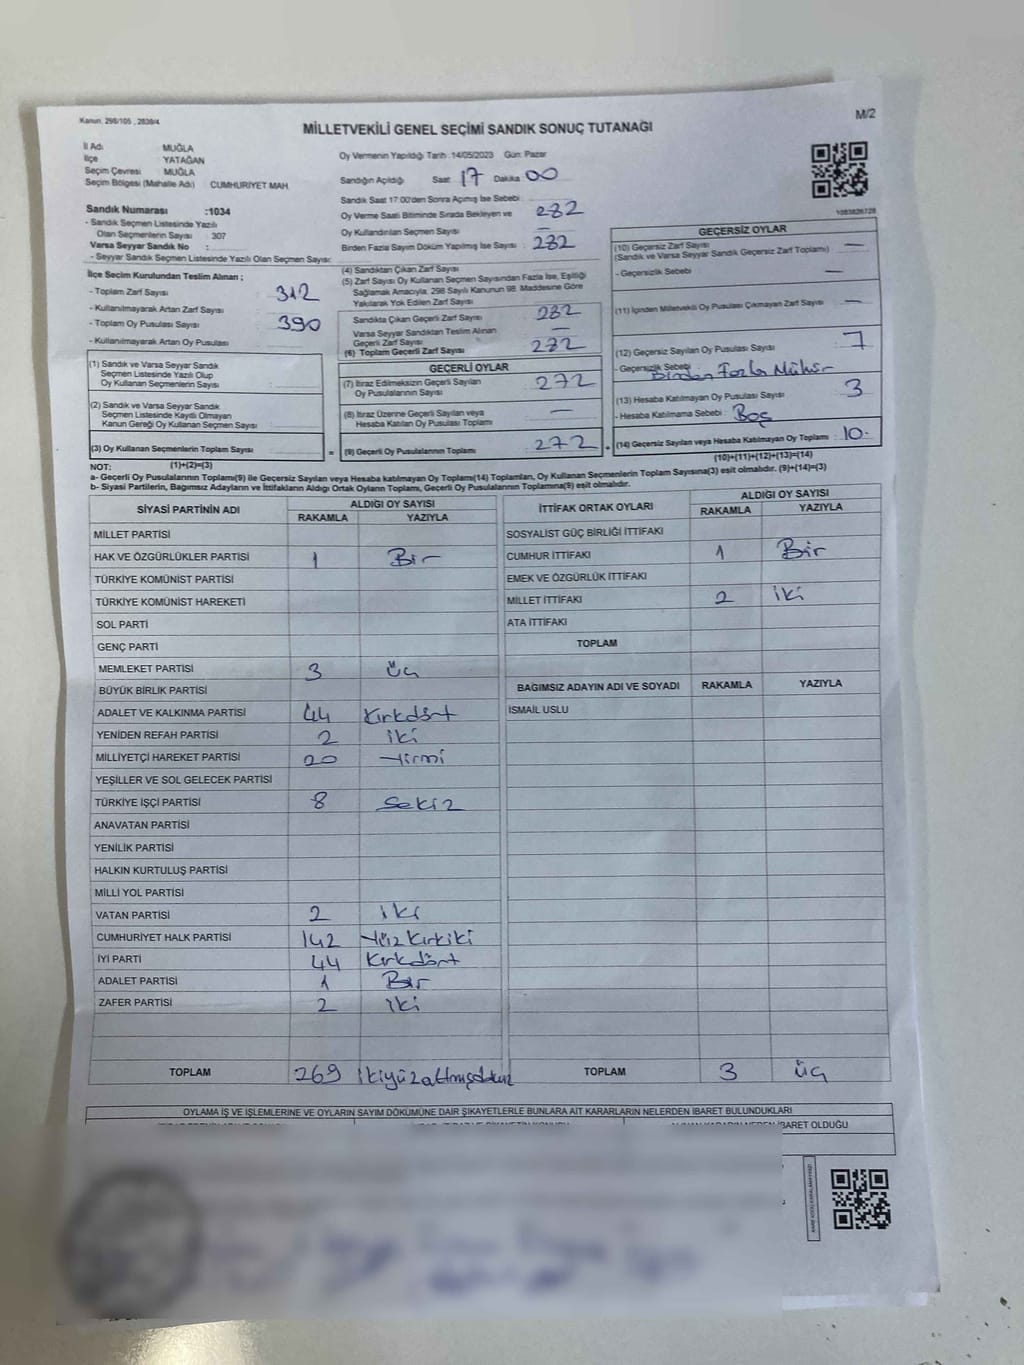 Kanun, 298/105 , 2839/4
M/2
MİLLETVEKİLİ GENEL SEÇİMİ SANDIK SONUÇ TUTANAĞI
İl Adı MUĞLA
İlçe YATAĞAN
Seçim Çevresi MUĞLA
Seçim Bölgesi (Mahalle Adı) CUMHURİYET MAH.
Sandık Numarası :1034
- Sandık Seçmen Listesinde Yazılı
Olan Seçmenlerin Sayısı : 307
Varsa Seyyar Sandık No :
- Seyyar Sandık Seçmen Listesinde Yazılı Olan Seçmen Sayısı:
Oy Vermenin Yapıldığı Tarih :14/05/2023 Gün: Pazar
Sandığın Açıldığı Saat 17 Dakika 00
Sandık Saat 17:00'den Sonra Açılmış İse Sebebi :
Oy Verme Saati Bitiminde Sırada Bekleyen ve 282
Oy Kullandırılan Seçmen Sayısı : —
Birden Fazla Sayım Döküm Yapılmış İse Sayısı : 282
1083826728
İlçe Seçim Kurulundan Teslim Alınan ;
- Toplam Zarf Sayısı : 312
- Kullanılmayarak Artan Zarf Sayısı :
- Toplam Oy Pusulası Sayısı : 390
- Kullanılmayarak Artan Oy Pusulası :
(4) Sandıktan Çıkan Zarf Sayısı
(5) Zarf Sayısı Oy Kullanan Seçmen Sayısından Fazla İse, Eşitliği
Sağlamak Amacıyla, 298 Sayılı Kanunun 98. Maddesine Göre
Yakılarak Yok Edilen Zarf Sayısı
Sandıkta Çıkan Geçerli Zarf Sayısı : 282
Varsa Seyyar Sandıktan Teslim Alınan
Geçerli Zarf Sayısı : —
(6) Toplam Geçerli Zarf Sayısı : 282
GEÇERSİZ OYLAR
(10) Geçersiz Zarf Sayısı : —
(Sandık ve Varsa Seyyar Sandık Geçersiz Zarf Toplamı)
- Geçersizlik Sebebi : —
(11) İçinden Milletvekili Oy Pusulası Çıkmayan Zarf Sayısı : —
(12) Geçersiz Sayılan Oy Pusulası Sayısı : 7
- Geçersizlik Sebebi : Birden Fazla Mühür
(13) Hesaba Katılmayan Oy Pusulası Sayısı : 3
- Hesaba Katılmama Sebebi : Boş
(14) Geçersiz Sayılan veya Hesaba Katılmayan Oy Toplamı : 10
(10)+(11)+(12)+(13)=(14)
(1) Sandık ve Varsa Seyyar Sandık
Seçmen Listesinde Yazılı Olup
Oy Kullanan Seçmenlerin Sayısı :
(2) Sandık ve Varsa Seyyar Sandık
Seçmen Listesinde Kayıtlı Olmayan
Kanun Gereği Oy Kullanan Seçmen Sayısı :
(3) Oy Kullanan Seçmenlerin Toplam Sayısı :
(1)+(2)=(3)
GEÇERLİ OYLAR
(7) İtiraz Edilmeksizin Geçerli Sayılan
Oy Pusulalarının Sayısı : 272
(8) İtiraz Üzerine Geçerli Sayılan veya
Hesaba Katılan Oy Pusulası Toplamı : —
(9) Geçerli Oy Pusulalarının Toplamı : 272
NOT:
a- Geçerli Oy Pusulalarının Toplamı(9) ile Geçersiz Sayılan veya Hesaba katılmayan Oy Toplamı(14) Toplamları, Oy Kullanan Seçmenlerin Toplam Sayısına(3) eşit olmalıdır. (9)+(14)=(3)
b- Siyasi Partilerin, Bağımsız Adayların ve İttifakların Aldığı Ortak Oyların Toplamı, Geçerli Oy Pusulalarının Toplamına(9) eşit olmalıdır.
SİYASİ PARTİNİN ADI ALDIĞI OY SAYISI
RAKAMLA YAZIYLA
MİLLET PARTİSİ
HAK VE ÖZGÜRLÜKLER PARTİSİ 1 Bir
TÜRKİYE KOMÜNİST PARTİSİ
TÜRKİYE KOMÜNİST HAREKETİ
SOL PARTİ
GENÇ PARTİ
MEMLEKET PARTİSİ 3 Üç
BÜYÜK BİRLİK PARTİSİ
ADALET VE KALKINMA PARTİSİ 44 Kırkdört
YENİDEN REFAH PARTİSİ 2 iki
MİLLİYETÇİ HAREKET PARTİSİ 20 Yirmi
YEŞİLLER VE SOL GELECEK PARTİSİ
TÜRKİYE İŞÇİ PARTİSİ 8 Sekiz
ANAVATAN PARTİSİ
YENİLİK PARTİSİ
HALKIN KURTULUŞ PARTİSİ
MİLLİ YOL PARTİSİ
VATAN PARTİSİ 2 iki
CUMHURİYET HALK PARTİSİ 142 Yüz Kırkiki
İYİ PARTİ 44 Kırkdört
ADALET PARTİSİ 1 Bir
ZAFER PARTİSİ 2 iki
TOPLAM 269 ikiyüzaltmışdokuz
İTTİFAK ORTAK OYLARI ALDIĞI OY SAYISI
RAKAMLA YAZIYLA
SOSYALİST GÜÇ BİRLİĞİ İTTİFAKI
CUMHUR İTTİFAKI 1 Bir
EMEK VE ÖZGÜRLÜK İTTİFAKI
MİLLET İTTİFAKI 2 iki
ATA İTTİFAKI
TOPLAM
BAĞIMSIZ ADAYIN ADI VE SOYADI RAKAMLA YAZIYLA
İSMAİL USLU
TOPLAM 3 üç
OYLAMA İŞ VE İŞLEMLERİNE VE OYLARIN SAYIM DÖKÜMÜNE DAİR ŞİKAYETLERLE BUNLARA AİT KARARLARIN NELERDEN İBARET BULUNDUKLARI
İBARET OLDUĞU